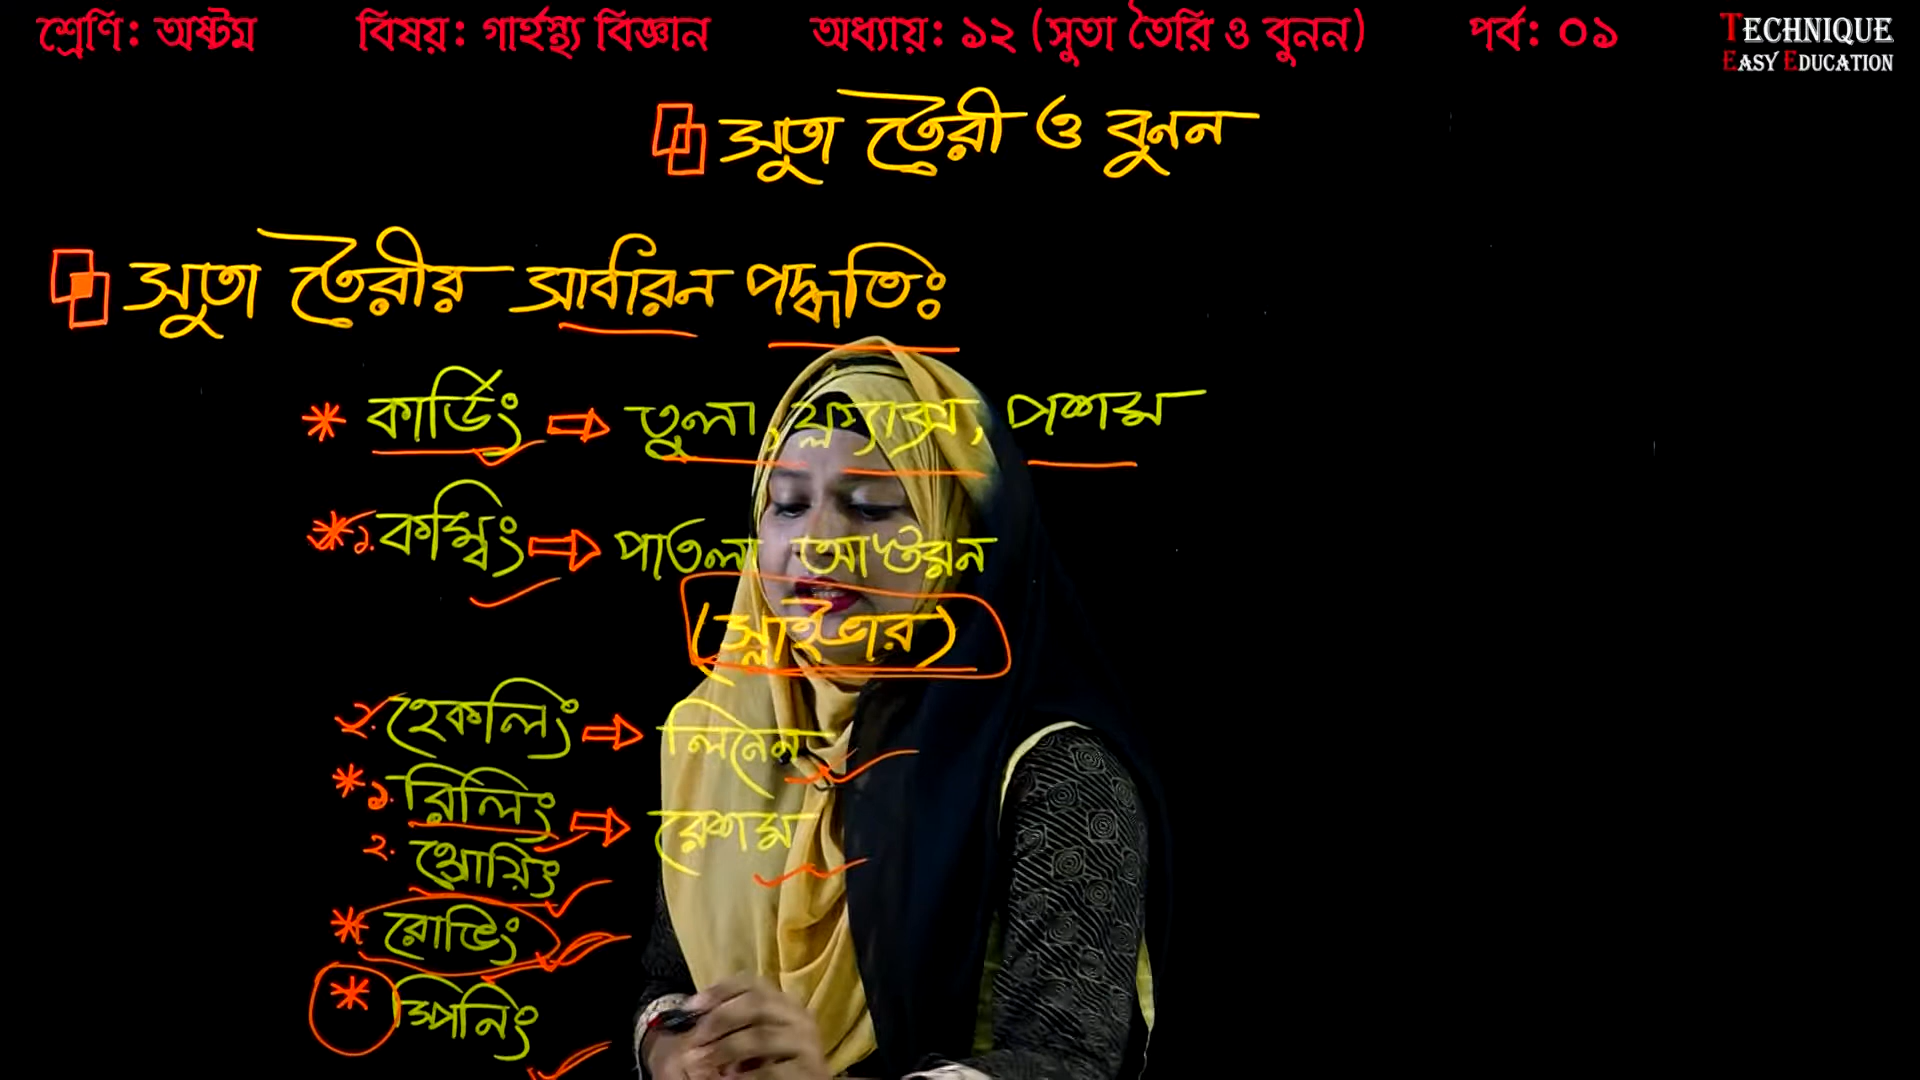 শ্রেণি: অষ্টম বিষয়: গার্হস্থ্য বিজ্ঞান অধ্যায়: ১২ (সুতা তৈরি ও বুনন) পর্ব: ০১
TECHNIQUE
EASY EDUCATION
সুতা তৈরী ও বুনন
সুতা তৈরীর সাধারন পদ্ধতিঃ
* কার্ডিং ⇒ তুলা, ফ্ল্যাক্স, পশম
* ১. কম্বিং ⇒ পাতলা আস্তরন
(স্লাইভার)
২. হেকলিং ⇒ লিনেন
* ১. রিলিং ⇒ রেশম
২. থ্রোয়িং
* রোভিং
* স্পিনিং